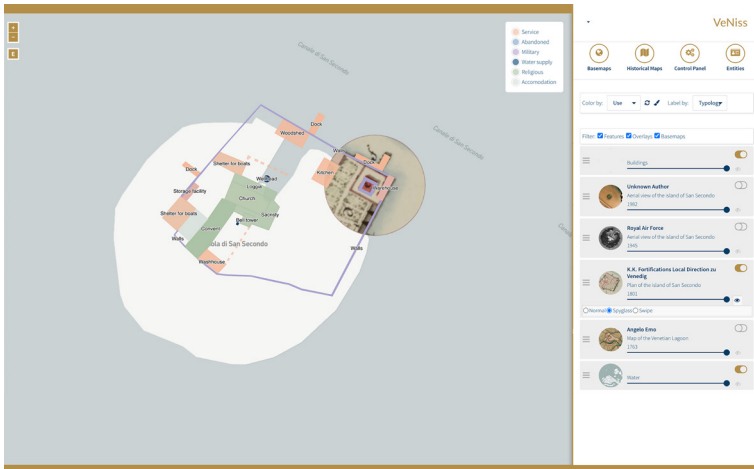 +
−
Canale di San Secondo
Service
Abandoned
Military
Water supply
Religious
Accomodation
Canale di San Secondo
Dock
Woodshed
Dock
Shelter for boats
Dock
Kitchen
Warehouse
Loggia
Storage facility
Church
Shelter for boats
Sacristy
Bell tower
Convent
Walls
Isola di San Secondo
Walls
Warehouse
VeNiss
Basemaps
Historical Maps
Control Panel
Entities
Color by: Use Label by: Typology
Filter: Features Overlays Basemaps
Buildings
Unknown Author
Aerial view of the island of San Secondo
1982
Royal Air Force
Aerial view of the island of San Secondo
1945
K.K. Fortifications Local Direction zu
Venedig
Plan of the island of San Secondo
Normal Spyglass Swipe
Angelo Emo
Map of the Venetian Lagoon
1763
Water